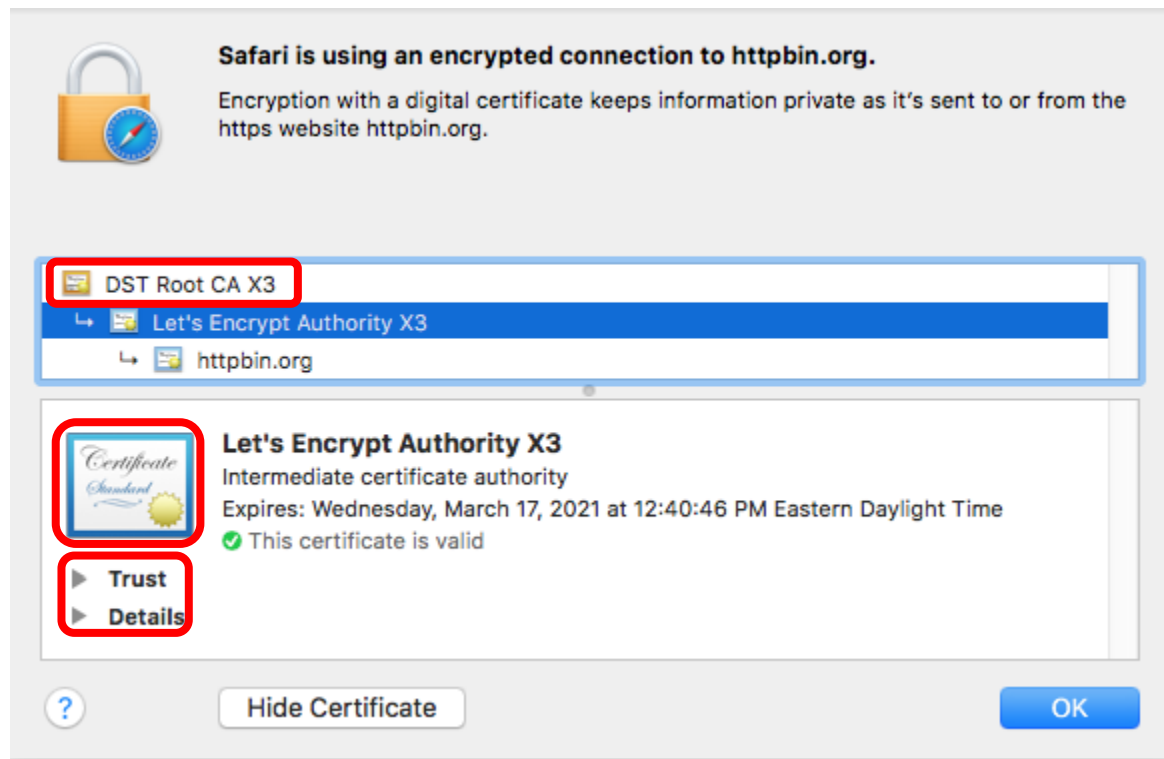 Safari is using an encrypted connection to httpbin.org.
Encryption with a digital certificate keeps information private as it’s sent to or from the
https website httpbin.org.
DST Root CA X3
↳ Let's Encrypt Authority X3
↳ httpbin.org
Certificate
Standard
Let's Encrypt Authority X3
Intermediate certificate authority
Expires: Wednesday, March 17, 2021 at 12:40:46 PM Eastern Daylight Time
This certificate is valid
Trust
Details
?
Hide Certificate
OK